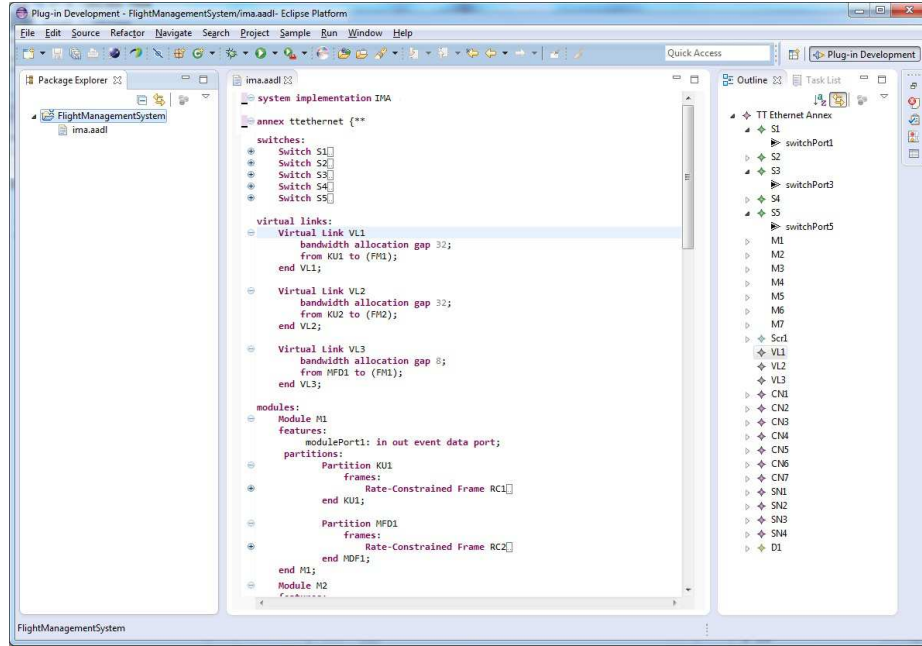 Plug-in Development - FlightManagementSystem/ima.aadl- Eclipse Platform
File Edit Source Refactor Navigate Search Project Sample Run Window Help
Quick Access
Plug-in Development
Package Explorer
FlightManagementSystem
ima.aadl
ima.aadl
system implementation IMA
annex ttethernet {**
switches:
Switch S1
Switch S2
Switch S3
Switch S4
Switch S5
virtual links:
Virtual Link VL1
bandwidth allocation gap 32;
from KU1 to (FM1);
end VL1;
Virtual Link VL2
bandwidth allocation gap 32;
from KU2 to (FM2);
end VL2;
Virtual Link VL3
bandwidth allocation gap 8;
from MFD1 to (FM1);
end VL3;
modules:
Module M1
features:
modulePort1: in out event data port;
partitions:
Partition KU1
frames:
Rate-Constrained Frame RC1
end KU1;
Partition MFD1
frames:
Rate-Constrained Frame RC2
end MDF1;
end M1;
Module M2
features:
Outline Task List
TT Ethernet Annex
S1
switchPort1
S2
S3
switchPort3
S4
S5
switchPort5
M1
M2
M3
M4
M5
M6
M7
Scr1
VL1
VL2
VL3
CN1
CN2
CN3
CN4
CN5
CN6
CN7
SN1
SN2
SN3
SN4
D1
FlightManagementSystem